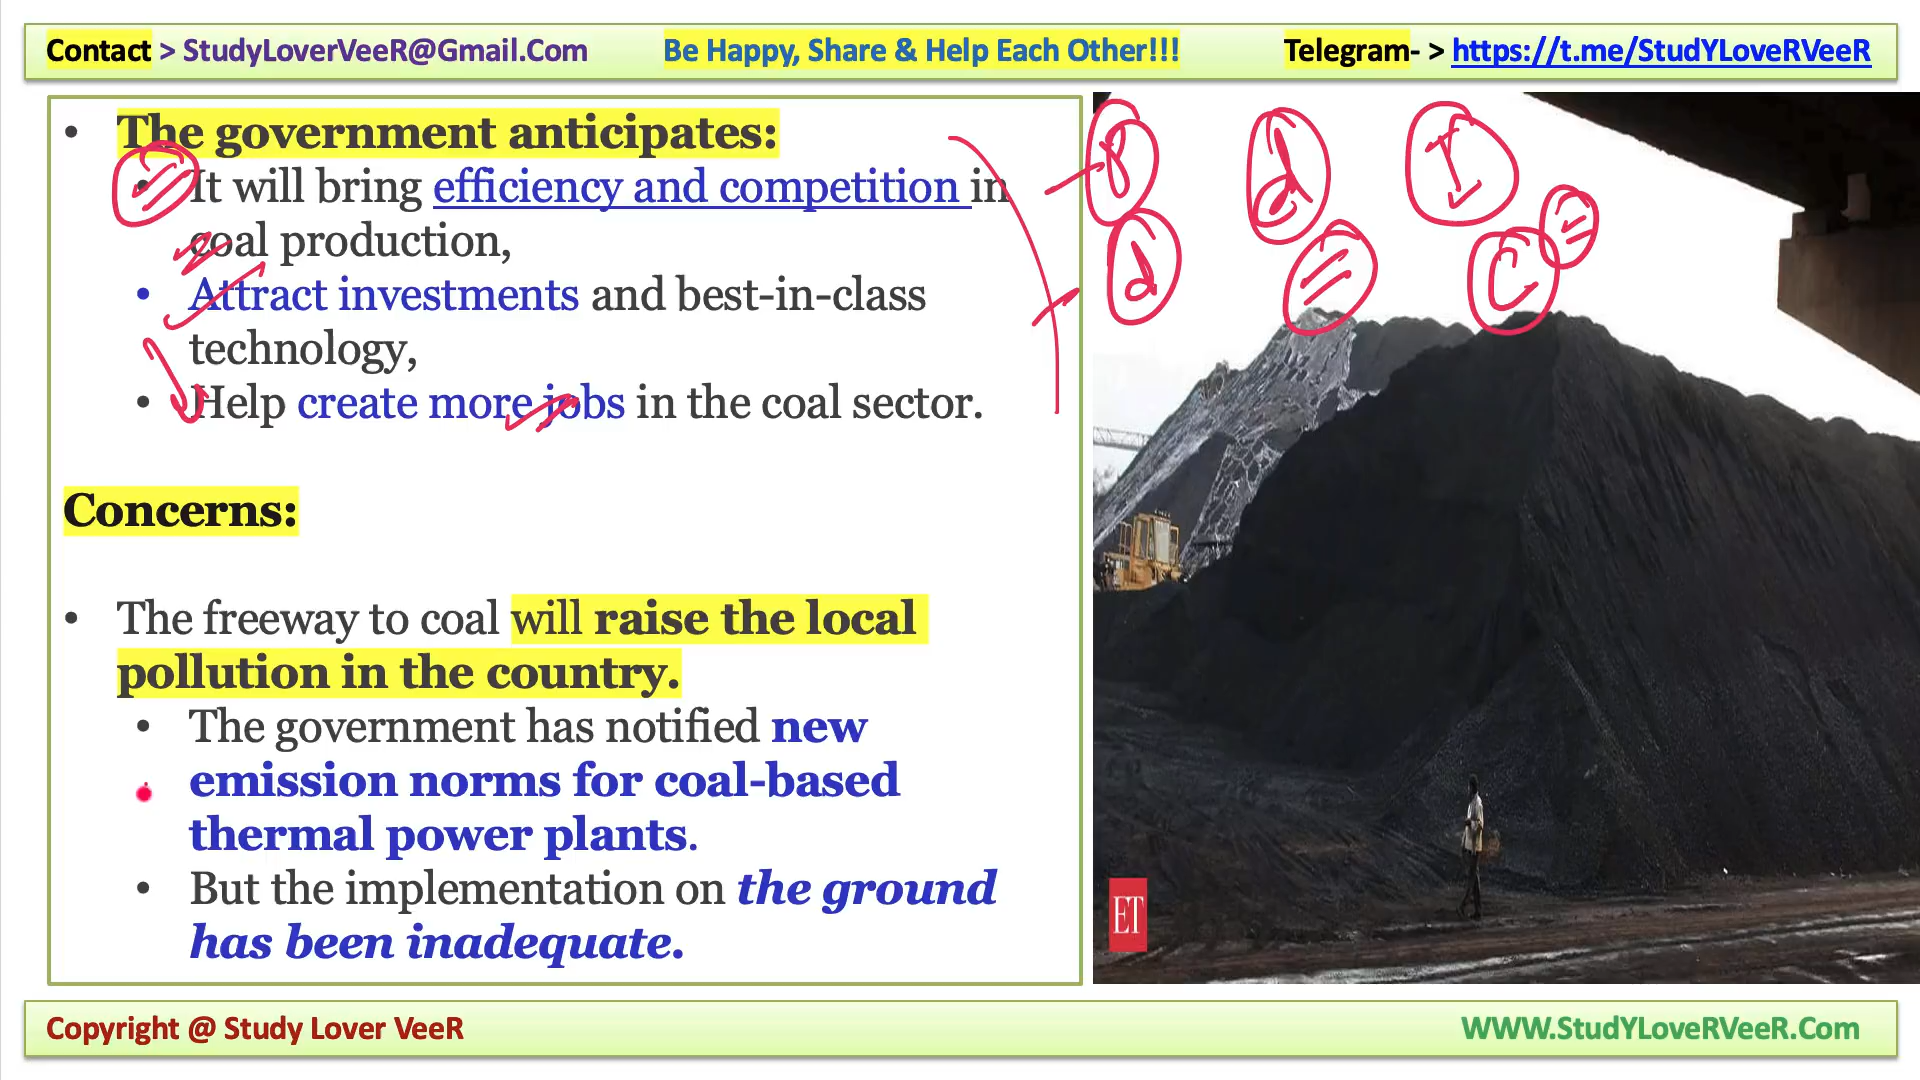 Contact > StudyLoverVeeR@Gmail.Com
Be Happy, Share & Help Each Other!!!
Telegram- > https://t.me/StudYLoveRVeeR
• The government anticipates:
• It will bring efficiency and competition in
coal production,
• Attract investments and best-in-class
technology,
• Help create more jobs in the coal sector.
Concerns:
• The freeway to coal will raise the local
pollution in the country.
• The government has notified new
emission norms for coal-based
thermal power plants.
• But the implementation on the ground
has been inadequate.
d
I
d
C
ET
Copyright @ Study Lover VeeR
WWW.StudYLoveRVeeR.Com